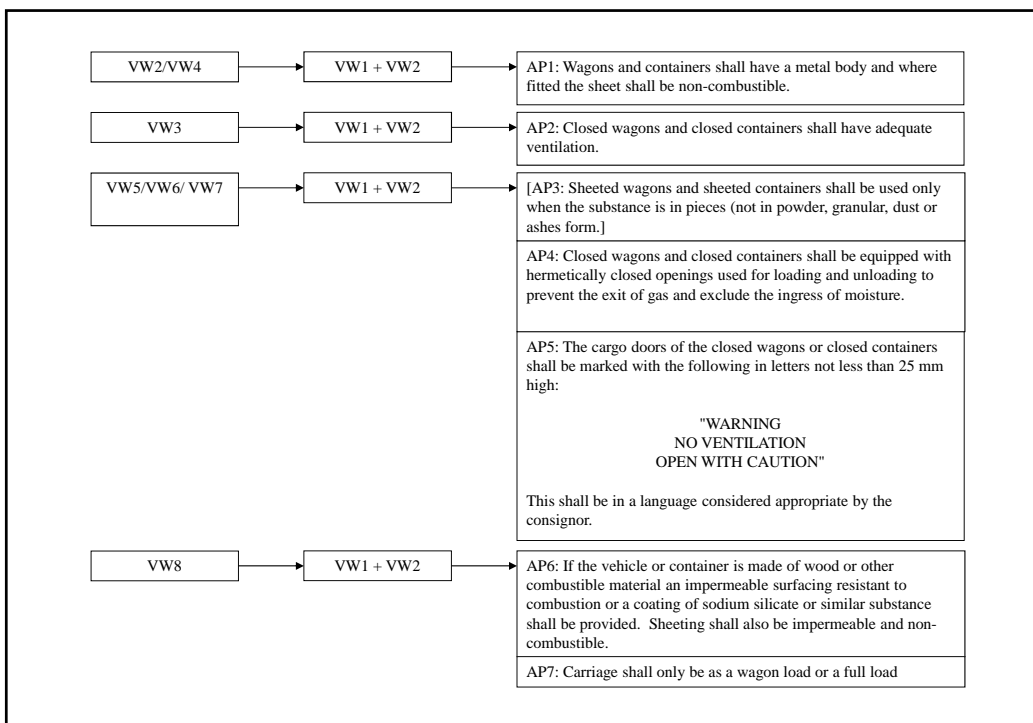 VW2/VW4
VW1 + VW2
AP1: Wagons and containers shall have a metal body and where
fitted the sheet shall be non-combustible.
VW3
VW1 + VW2
AP2: Closed wagons and closed containers shall have adequate
ventilation.
VW5/VW6/ VW7
VW1 + VW2
[AP3: Sheeted wagons and sheeted containers shall be used only
when the substance is in pieces (not in powder, granular, dust or
ashes form.]
AP4: Closed wagons and closed containers shall be equipped with
hermetically closed openings used for loading and unloading to
prevent the exit of gas and exclude the ingress of moisture.
AP5: The cargo doors of the closed wagons or closed containers
shall be marked with the following in letters not less than 25 mm
high:
"WARNING
NO VENTILATION
OPEN WITH CAUTION"
This shall be in a language considered appropriate by the
consignor.
VW8
VW1 + VW2
AP6: If the vehicle or container is made of wood or other
combustible material an impermeable surfacing resistant to
combustion or a coating of sodium silicate or similar substance
shall be provided.  Sheeting shall also be impermeable and non-
combustible.
AP7: Carriage shall only be as a wagon load or a full load